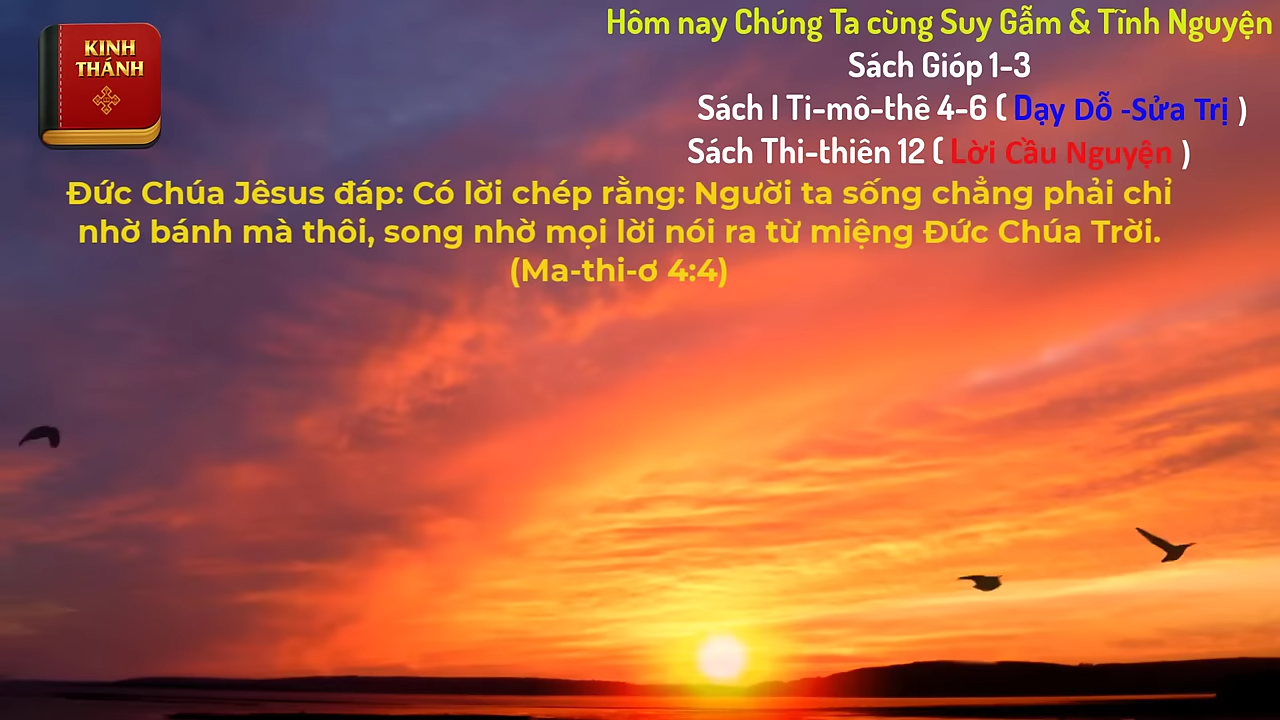 KINH
THÁNH
Hôm nay Chúng Ta cùng Suy Gẫm & Tĩnh Nguyện
Sách Gióp 1-3
Sách I Ti-mô-thê 4-6 ( Dạy Dỗ -Sửa Trị )
Sách Thi-thiên 12 ( Lời Cầu Nguyện )
Đức Chúa Jêsus đáp: Có lời chép rằng: Người ta sống chẳng phải chỉ
nhờ bánh mà thôi, song nhờ mọi lời nói ra từ miệng Đức Chúa Trời.
(Ma-thi-ơ 4:4)